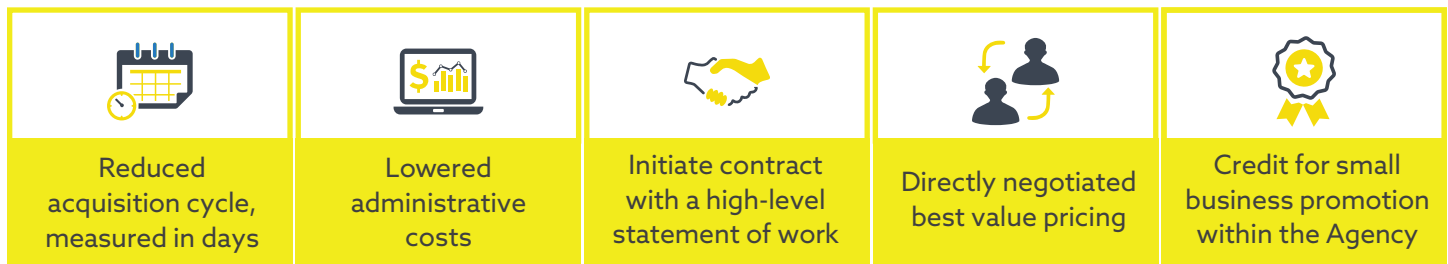 Reduced
acquisition cycle,
measured in days
Lowered
administrative
costs
Initiate contract
with a high-level
statement of work
Directly negotiated
best value pricing
Credit for small
business promotion
within the Agency